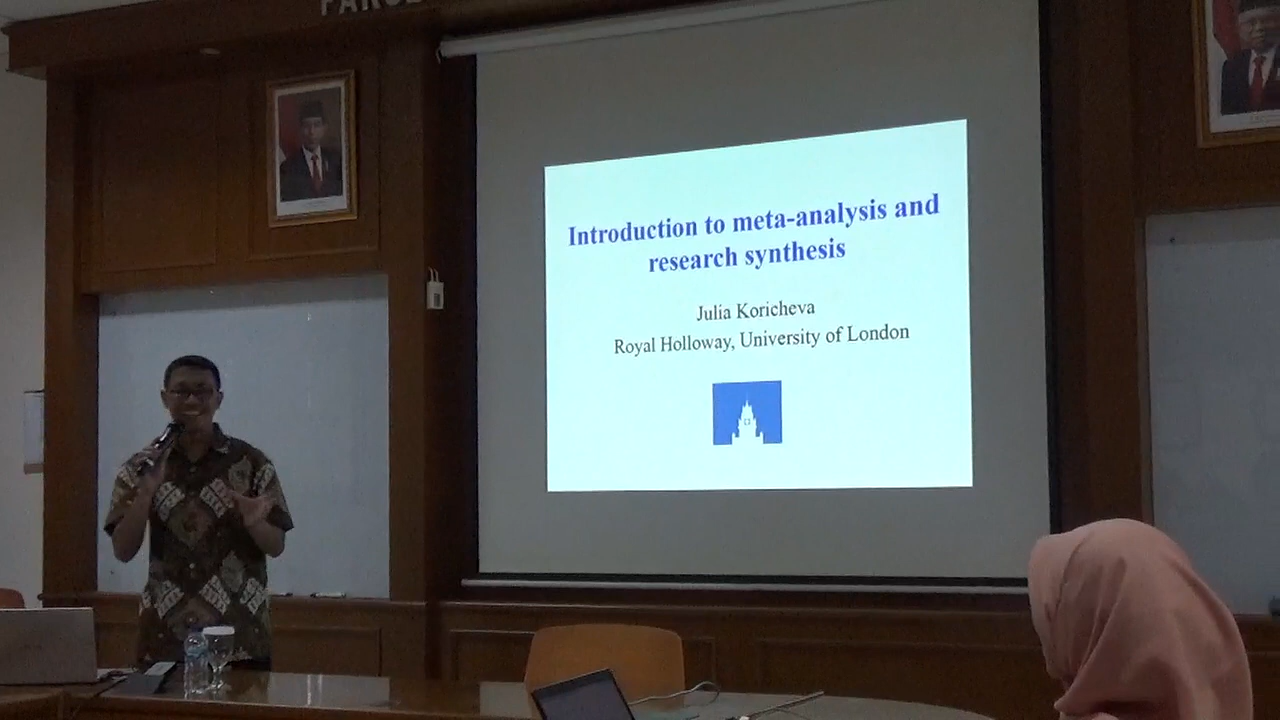 Introduction to meta-analysis and
research synthesis
Julia Koricheva
Royal Holloway, University of London